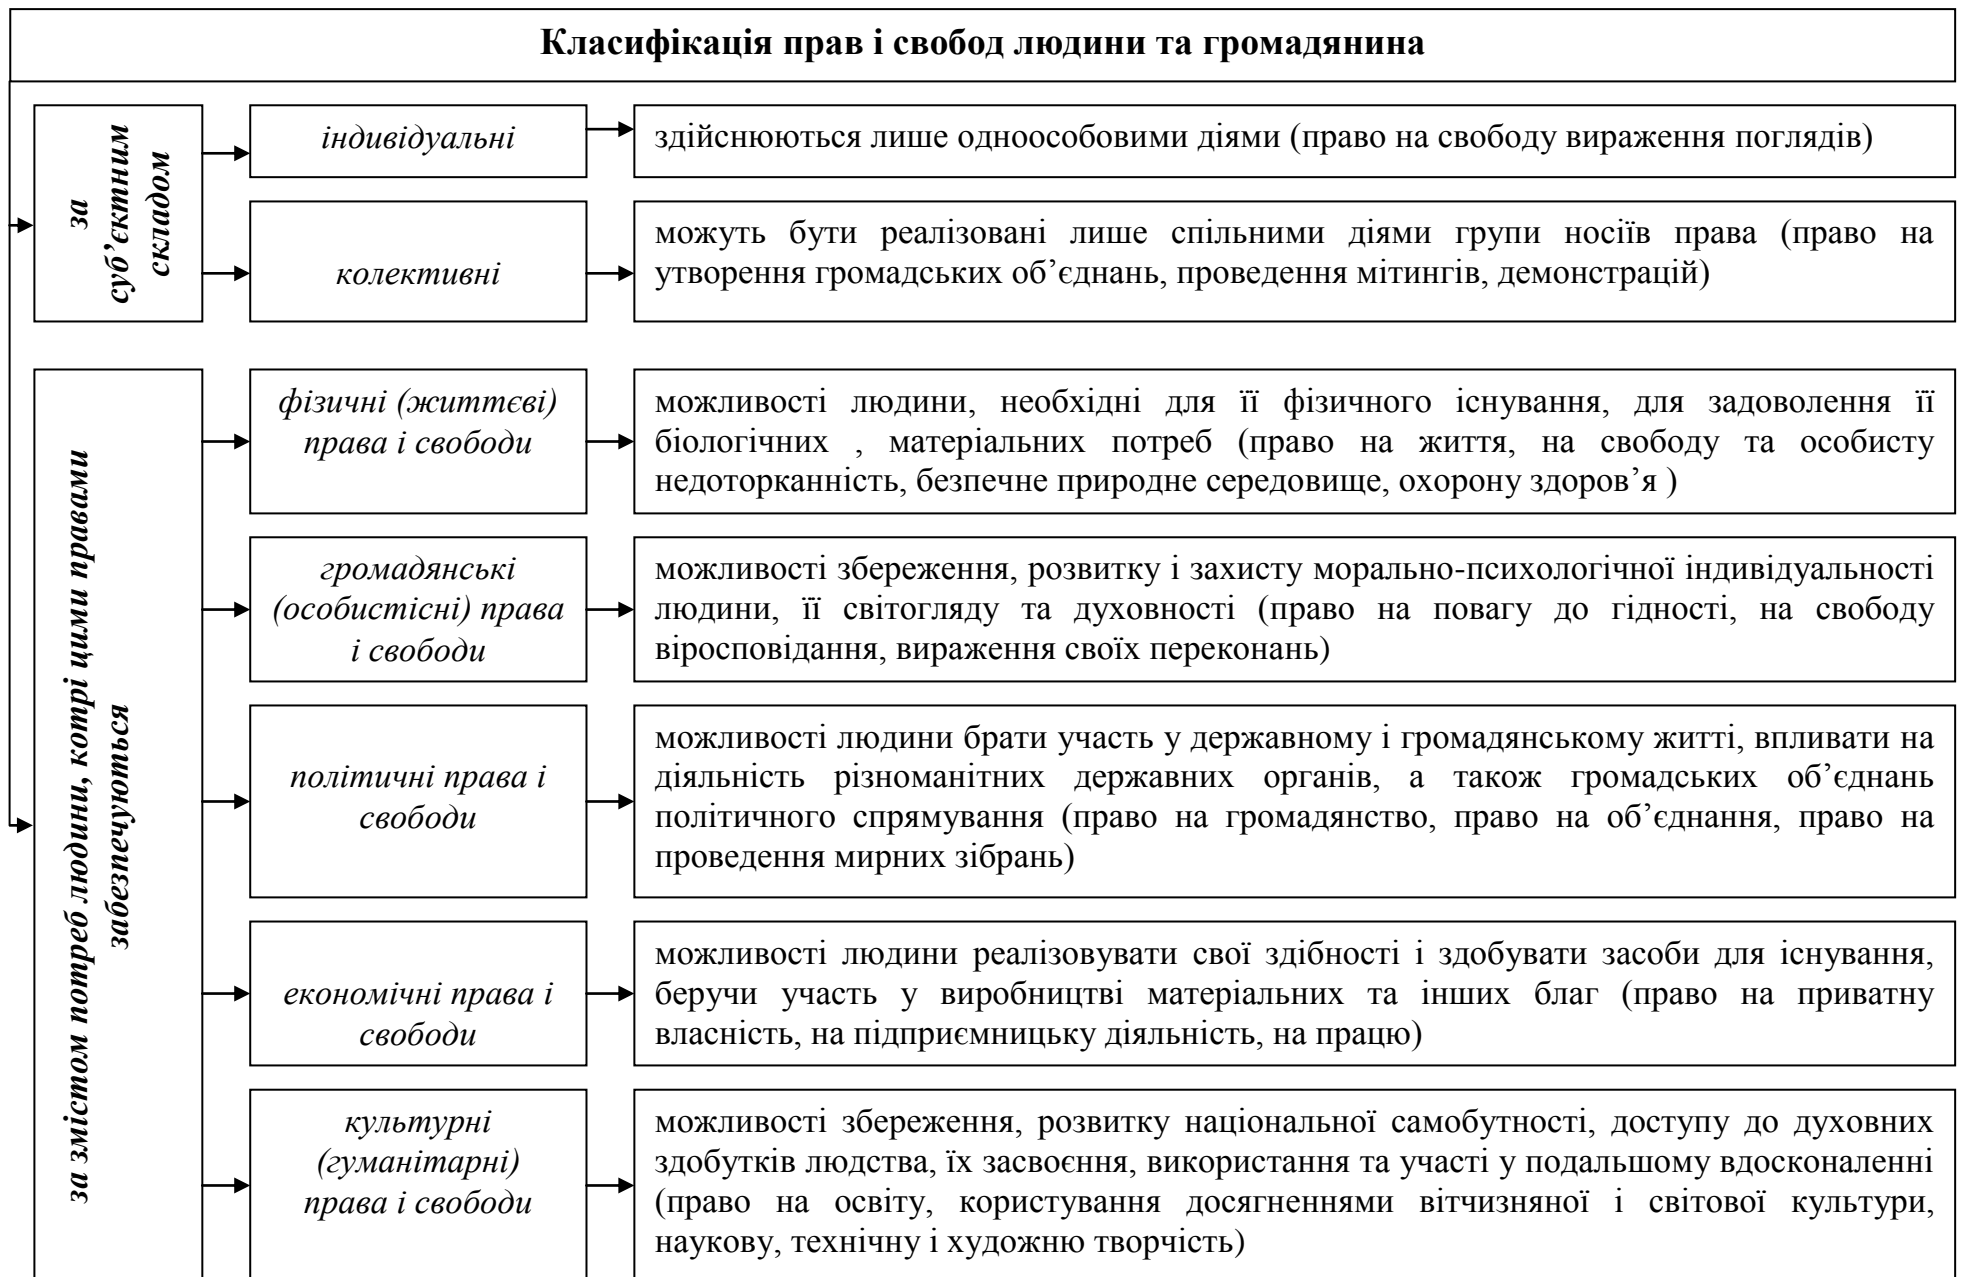 Класифікація прав і свобод людини та громадянина
за
суб’єктним
складом
індивідуальні
здійснюються лише одноособовими діями (право на свободу вираження поглядів)
колективні
можуть бути реалізовані лише спільними діями групи носіїв права (право на
утворення громадських об’єднань, проведення мітингів, демонстрацій)
за змістом потреб людини, котрі цими правами
забезпечуються
фізичні (життєві)
права і свободи
можливості людини, необхідні для її фізичного існування, для задоволення її
біологічних , матеріальних потреб (право на життя, на свободу та особисту
недоторканність, безпечне природне середовище, охорону здоров’я )
громадянські
(особистісні) права
і свободи
можливості збереження, розвитку і захисту морально-психологічної індивідуальності
людини, її світогляду та духовності (право на повагу до гідності, на свободу
віросповідання, вираження своїх переконань)
політичні права і
свободи
можливості людини брати участь у державному і громадянському житті, впливати на
діяльність різноманітних державних органів, а також громадських об’єднань
політичного спрямування (право на громадянство, право на об’єднання, право на
проведення мирних зібрань)
економічні права і
свободи
можливості людини реалізовувати свої здібності і здобувати засоби для існування,
беручи участь у виробництві матеріальних та інших благ (право на приватну
власність, на підприємницьку діяльність, на працю)
культурні
(гуманітарні)
права і свободи
можливості збереження, розвитку національної самобутності, доступу до духовних
здобутків людства, їх засвоєння, використання та участі у подальшому вдосконаленні
(право на освіту, користування досягненнями вітчизняної і світової культури,
наукову, технічну і художню творчість)